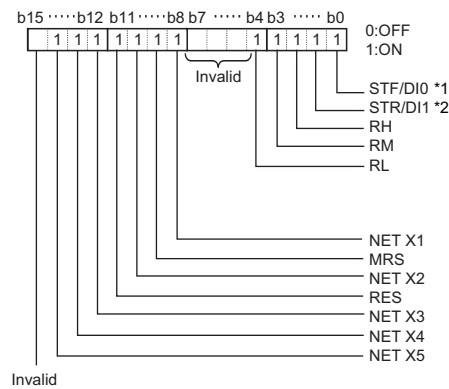 b15 ····· b12 b11 ····· b8 b7 ····· b4 b3 ····· b0
1 1 1 1 1 1 1 1 1 1 1 1
0:OFF
1:ON
Invalid
STF/DI0 *1
STR/DI1 *2
RH
RM
RL
NET X1
MRS
NET X2
RES
NET X3
NET X4
NET X5
Invalid